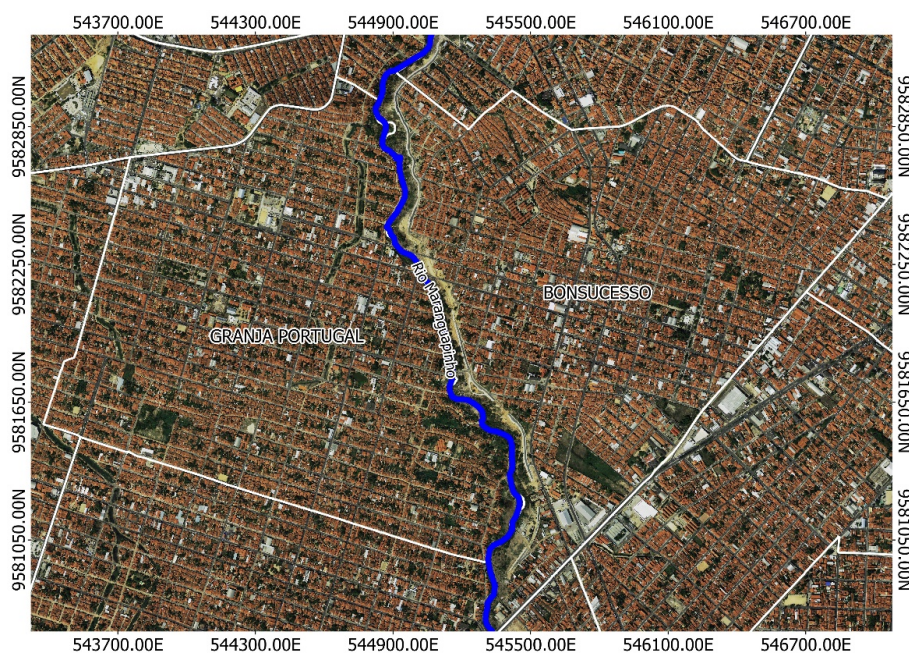 543700.00E 544300.00E 544900.00E 545500.00E 546100.00E 546700.00E
9582850.00N
9582250.00N
9581650.00N
9581050.00N
Rio Maranguapinho
BONSUCESSO
GRANJA PORTUGAL
9582850.00N
9582250.00N
9581650.00N
9581050.00N
543700.00E 544300.00E 544900.00E 545500.00E 546100.00E 546700.00E